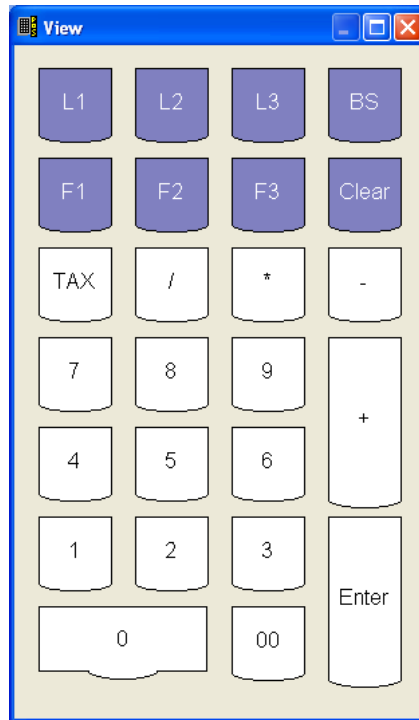 View
L1 L2 L3 BS
F1 F2 F3 Clear
TAX / * -
7 8 9
+
4 5 6
1 2 3
Enter
0 00